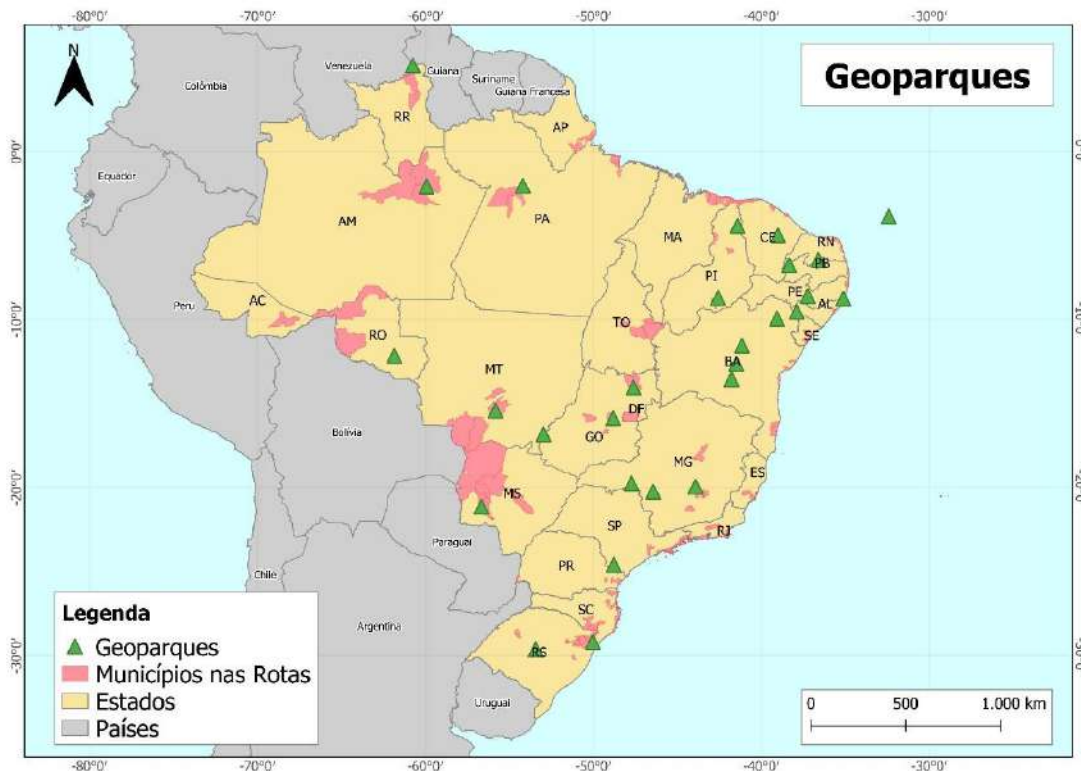 -80°0' -70°0' -60°0' -50°0' -40°0' -30°0'
N
Geoparques
Venezuela
Guiana
Suriname
Guiana Francesa
Colômbia
RR
AP
0°0'
Equador
AM
PA
MA
CE
RN
PB
PI
PE
AL
Peru
AC
-10°0'
RO
TO
SE
MT
BA
DF
Bolívia
GO
MG
ES
-20°0'
MS
SP
RJ
Paraguai
PR
Chile
SC
Argentina
RS
-30°0'
Uruguai
Legenda
Geoparques
Municípios nas Rotas
Estados
Países
0 500 1.000 km
-80°0' -70°0' -60°0' -50°0' -40°0' -30°0'